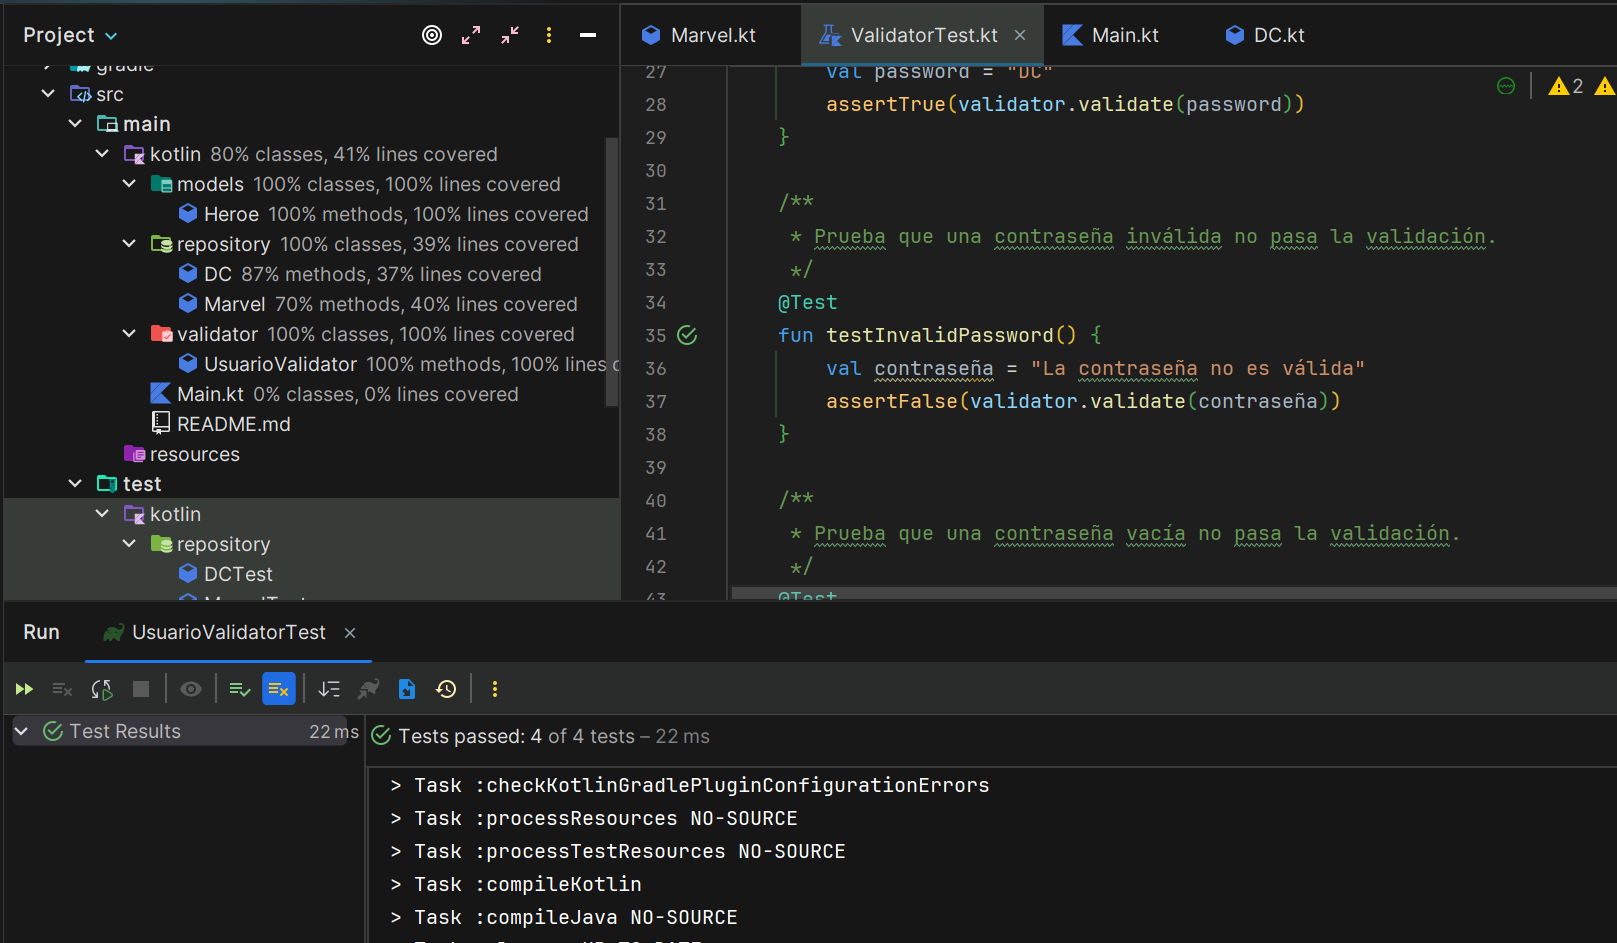 Project
Marvel.kt
ValidatorTest.kt
Main.kt
DC.kt
gradle
src
main
kotlin 80% classes, 41% lines covered
models 100% classes, 100% lines covered
Heroe 100% methods, 100% lines covered
repository 100% classes, 39% lines covered
DC 87% methods, 37% lines covered
Marvel 70% methods, 40% lines covered
validator 100% classes, 100% lines covered
UsuarioValidator 100% methods, 100% lines c
Main.kt 0% classes, 0% lines covered
README.md
resources
test
kotlin
repository
DCTest
27 val password = "DC"
28 assertTrue(validator.validate(password))
29 }
30
31 /**
32 * Prueba que una contraseña inválida no pasa la validación.
33 */
34 @Test
35 fun testInvalidPassword() {
36 val contraseña = "La contraseña no es válida"
37 assertFalse(validator.validate(contraseña))
38 }
39
40 /**
41 * Prueba que una contraseña vacía no pasa la validación.
42 */
43 @Test
2
Run
UsuarioValidatorTest
Test Results 22 ms
Tests passed: 4 of 4 tests – 22 ms
> Task :checkKotlinGradlePluginConfigurationErrors
> Task :processResources NO-SOURCE
> Task :processTestResources NO-SOURCE
> Task :compileKotlin
> Task :compileJava NO-SOURCE